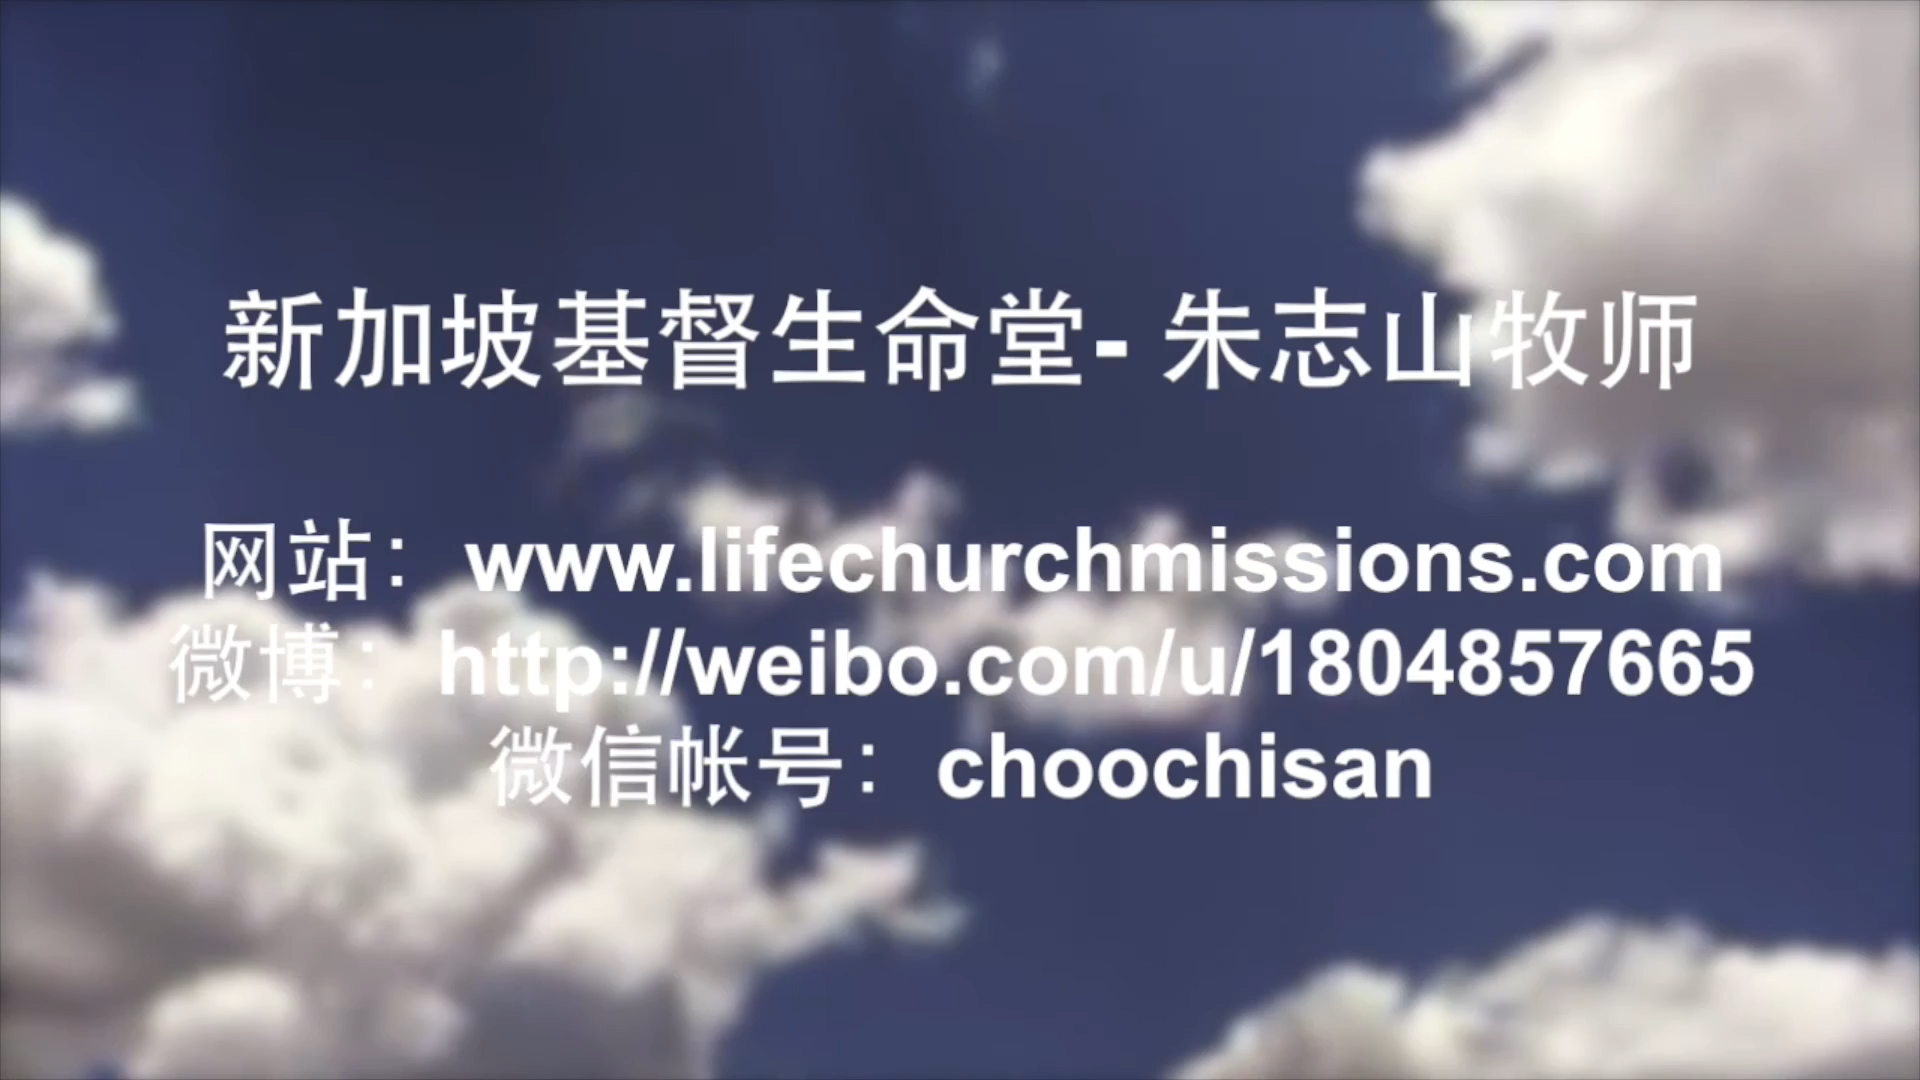 新加坡基督生命堂- 朱志山牧师
网站：www.lifechurchmissions.com
微博：http://weibo.com/u/1804857665
微信帐号：choochisan